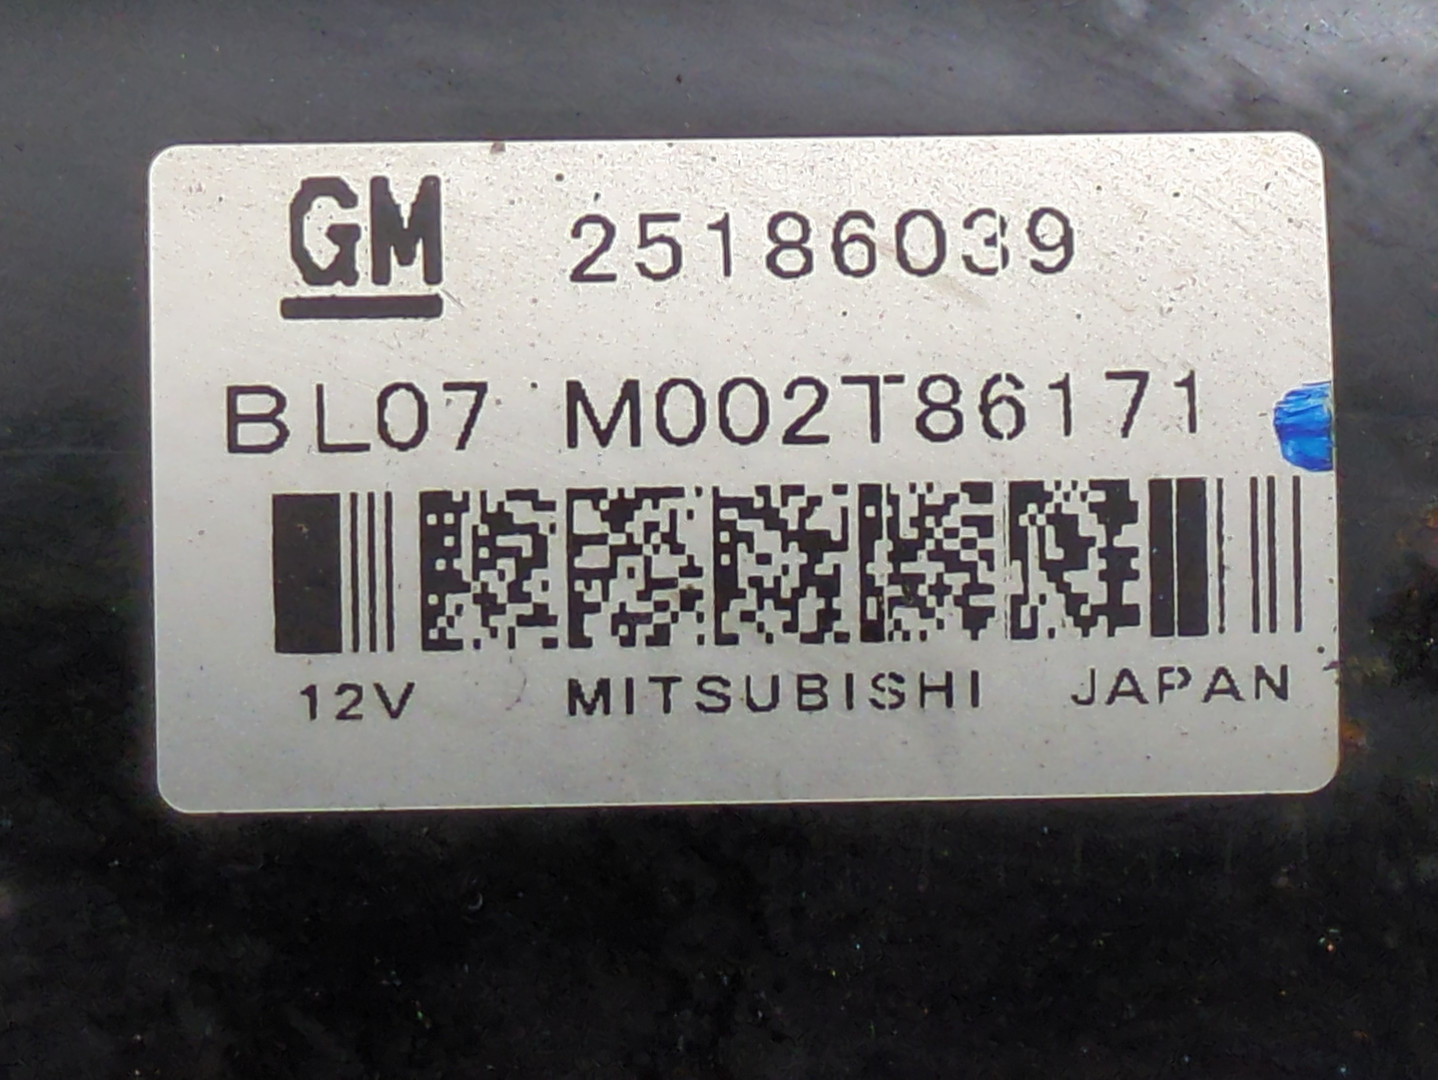 GM 25186039
BL07 M002T86171
12V MITSUBISHI JAPAN